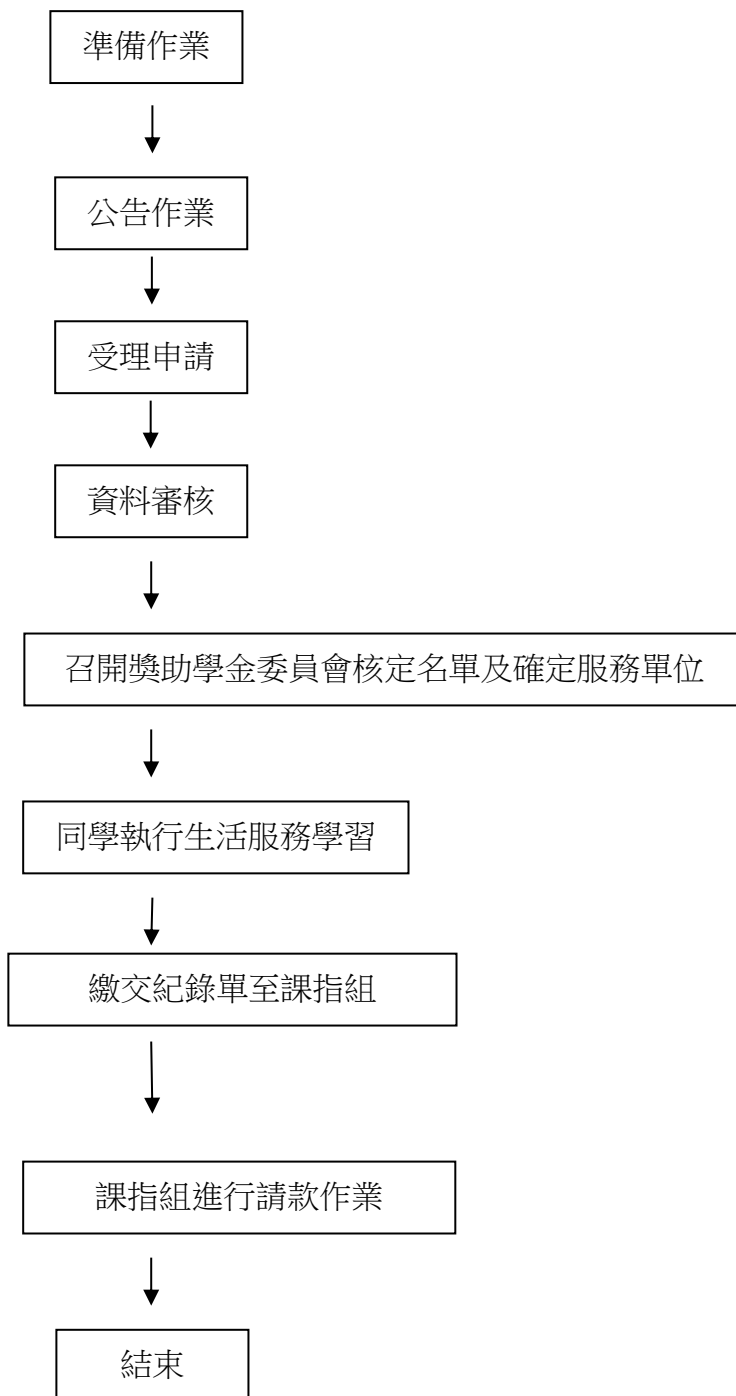 準備作業
公告作業
受理申請
資料審核
召開獎助學金委員會核定名單及確定服務單位
同學執行生活服務學習
繳交紀錄單至課指組
課指組進行請款作業
結束